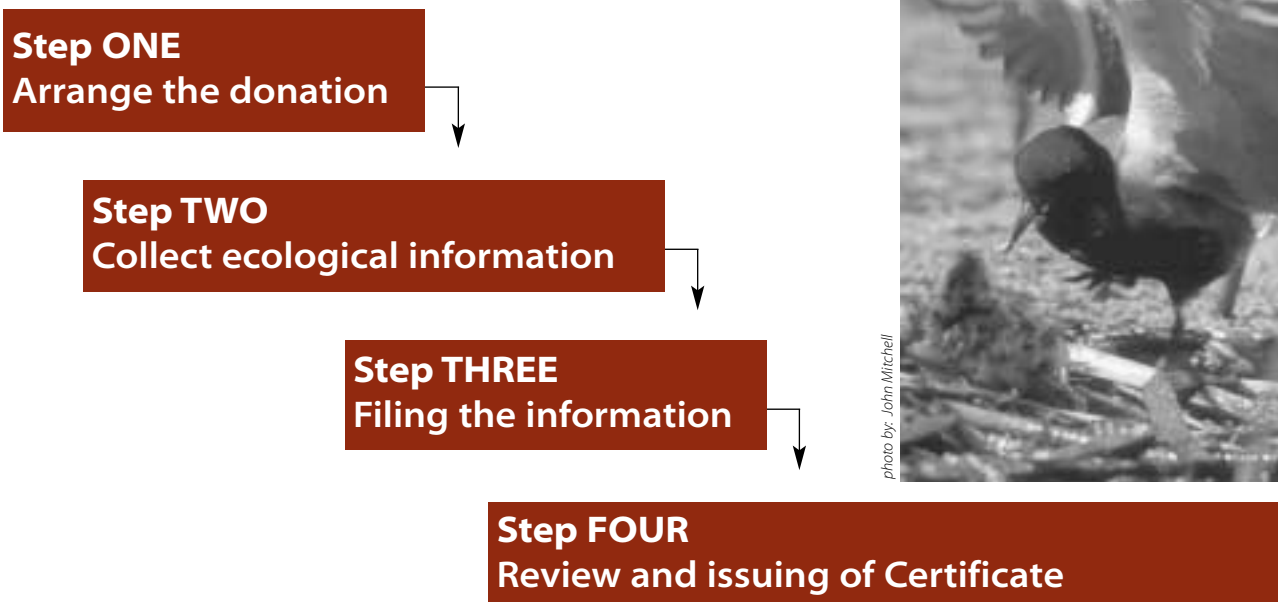 Step ONE
Arrange the donation
Step TWO
Collect ecological information
Step THREE
Filing the information
photo by: John Mitchell
Step FOUR
Review and issuing of Certificate